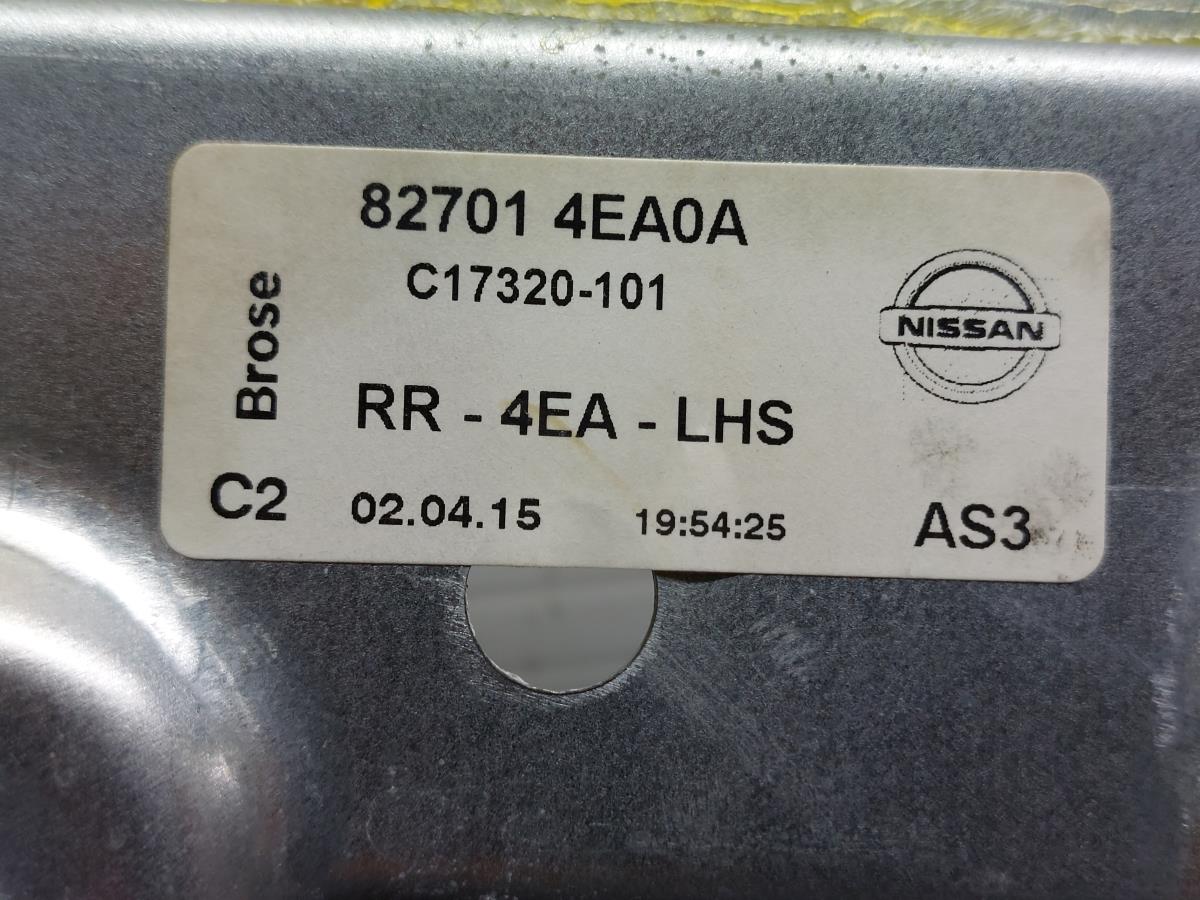 82701 4EA0A
C17320-101
Brose
NISSAN
RR - 4EA - LHS
C2 02.04.15 19:54:25 AS3